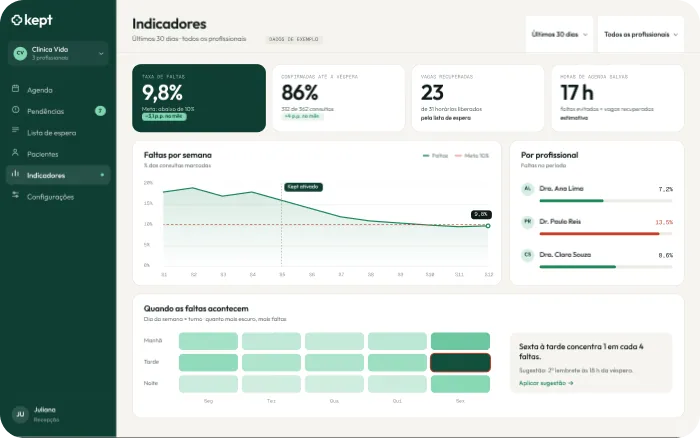 kept
CV
Clínica Vida
3 profissionais
Agenda
Pendências
7
Lista de espera
Pacientes
Indicadores
Configurações
JU
Juliana
Recepção
Indicadores
Últimos 30 dias · todos os profissionais
DADOS DE EXEMPLO
Últimos 30 dias
Todos os profissionais
TAXA DE FALTAS
9,8%
Meta: abaixo de 10%
CONFIRMADAS ATÉ A VÉSPERA
86%
312 de 362 consultas
+4 p.p. no mês
VAGAS RECUPERADAS
23
de 31 horários liberados
pela lista de espera
HORAS DE AGENDA SALVAS
17 h
faltas evitadas + vagas recuperadas
estimativa
Faltas por semana
% das consultas marcadas
Faltas
Meta 10%
20%
15%
10%
5%
0%
Kept ativado
9,8%
S1 S2 S3 S4 S5 S6 S7 S8 S9 S10 S11 S12
Por profissional
Faltas no período
AL
Dra. Ana Lima
7,2%
PR
Dr. Paulo Reis
13,5%
CS
Dra. Clara Souza
8,6%
Quando as faltas acontecem
Dia da semana × turno · quanto mais escuro, mais faltas
Manhã
Tarde
Noite
Seg Ter Qua Qui Sex
Sexta à tarde concentra 1 em cada 4
faltas.
Sugestão: 2º lembrete às 18 h da véspera.
Aplicar sugestão →